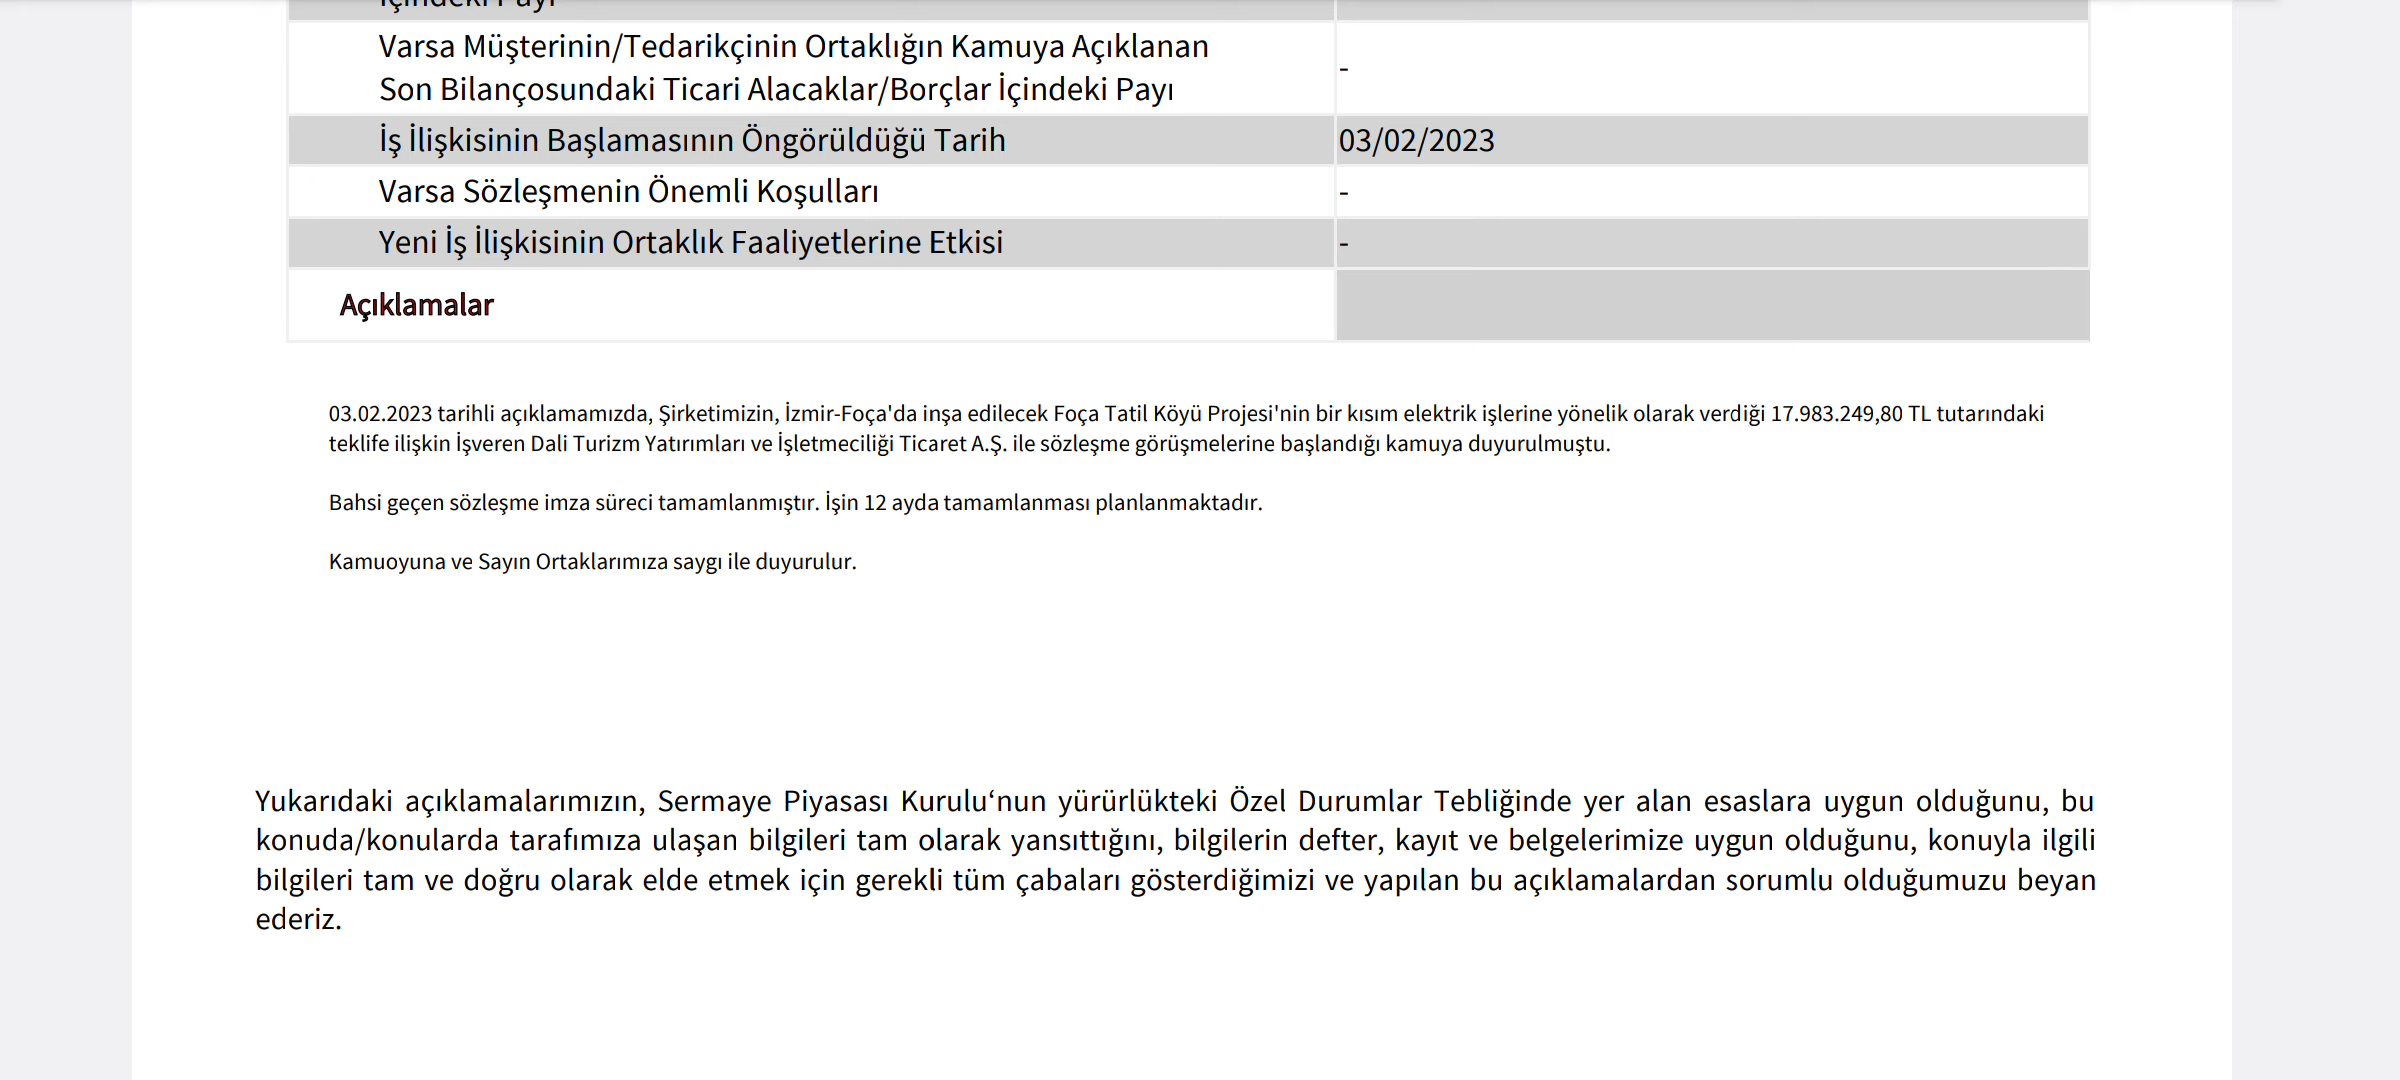 İçindeki Payı
Varsa Müşterinin/Tedarikçinin Ortaklığın Kamuya Açıklanan
Son Bilançosundaki Ticari Alacaklar/Borçlar İçindeki Payı
-
İş İlişkisinin Başlamasının Öngörüldüğü Tarih
03/02/2023
Varsa Sözleşmenin Önemli Koşulları
-
Yeni İş İlişkisinin Ortaklık Faaliyetlerine Etkisi
-
Açıklamalar
03.02.2023 tarihli açıklamamızda, Şirketimizin, İzmir-Foça'da inşa edilecek Foça Tatil Köyü Projesi'nin bir kısım elektrik işlerine yönelik olarak verdiği 17.983.249,80 TL tutarındaki
teklife ilişkin İşveren Dali Turizm Yatırımları ve İşletmeciliği Ticaret A.Ş. ile sözleşme görüşmelerine başlandığı kamuya duyurulmuştu.
Bahsi geçen sözleşme imza süreci tamamlanmıştır. İşin 12 ayda tamamlanması planlanmaktadır.
Kamuoyuna ve Sayın Ortaklarımıza saygı ile duyurulur.
Yukarıdaki açıklamalarımızın, Sermaye Piyasası Kurulu‘nun yürürlükteki Özel Durumlar Tebliğinde yer alan esaslara uygun olduğunu, bu
konuda/konularda tarafımıza ulaşan bilgileri tam olarak yansıttığını, bilgilerin defter, kayıt ve belgelerimize uygun olduğunu, konuyla ilgili
bilgileri tam ve doğru olarak elde etmek için gerekli tüm çabaları gösterdiğimizi ve yapılan bu açıklamalardan sorumlu olduğumuzu beyan
ederiz.